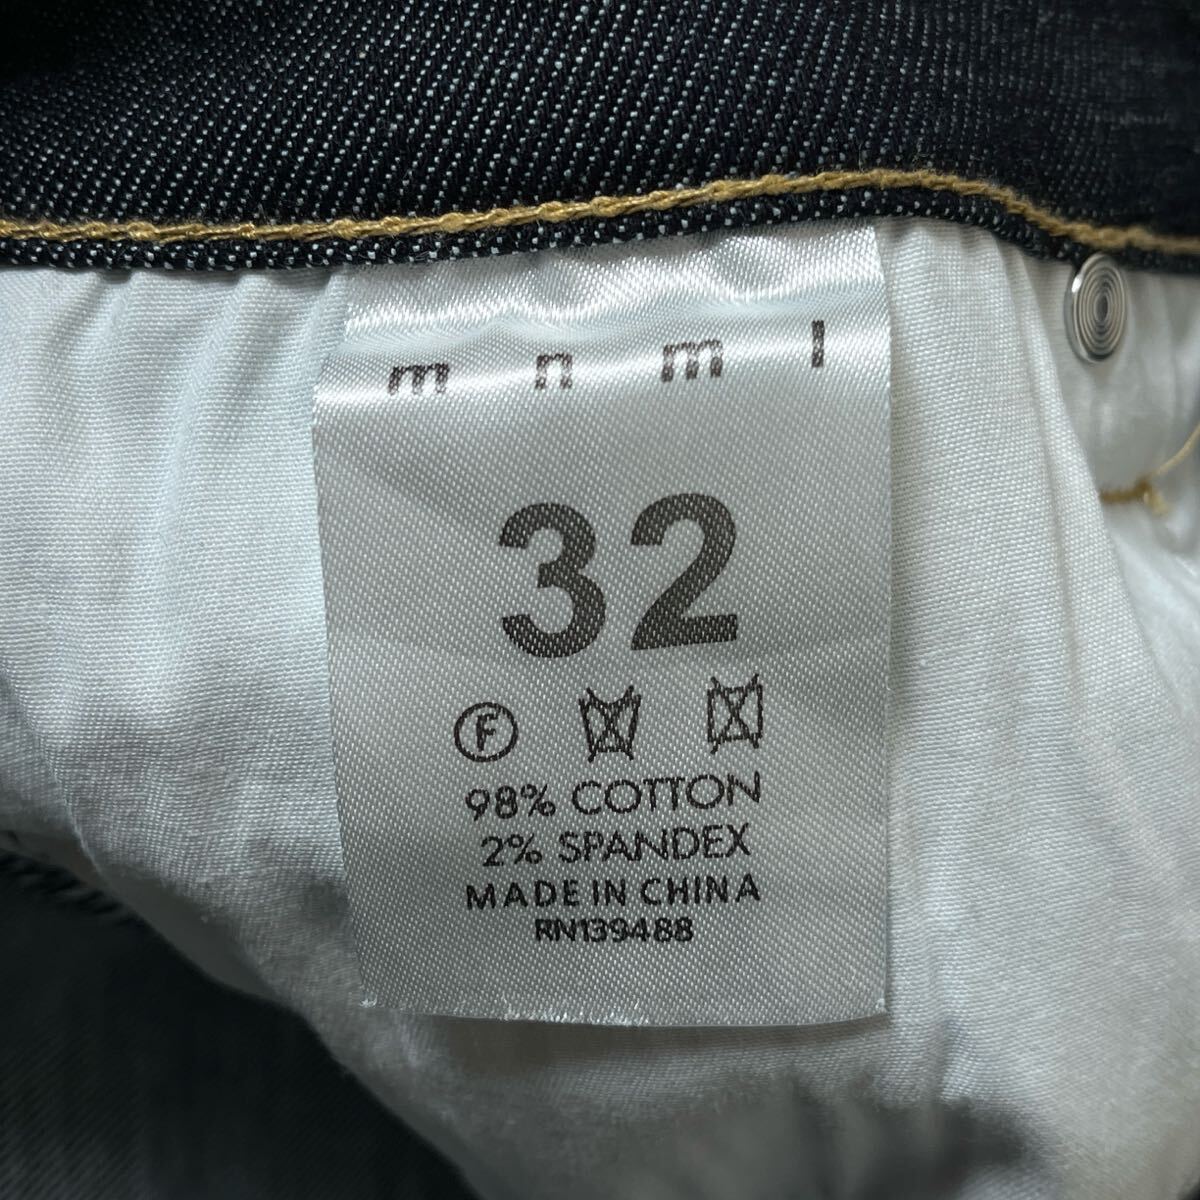 m n m l
32
F
98% COTTON
2% SPANDEX
MADE IN CHINA
RN139488